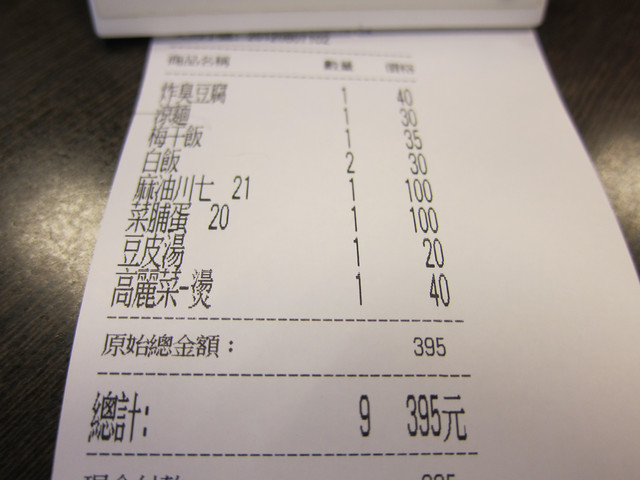 商品名稱 數量 價格
炸臭豆腐 1 40
涼麵 1 30
梅干飯 1 35
白飯 2 30
麻油川七 21 1 100
菜脯蛋 20 1 100
豆皮湯 1 20
高麗菜-燙 1 40
原始總金額： 395
總計: 9 395元